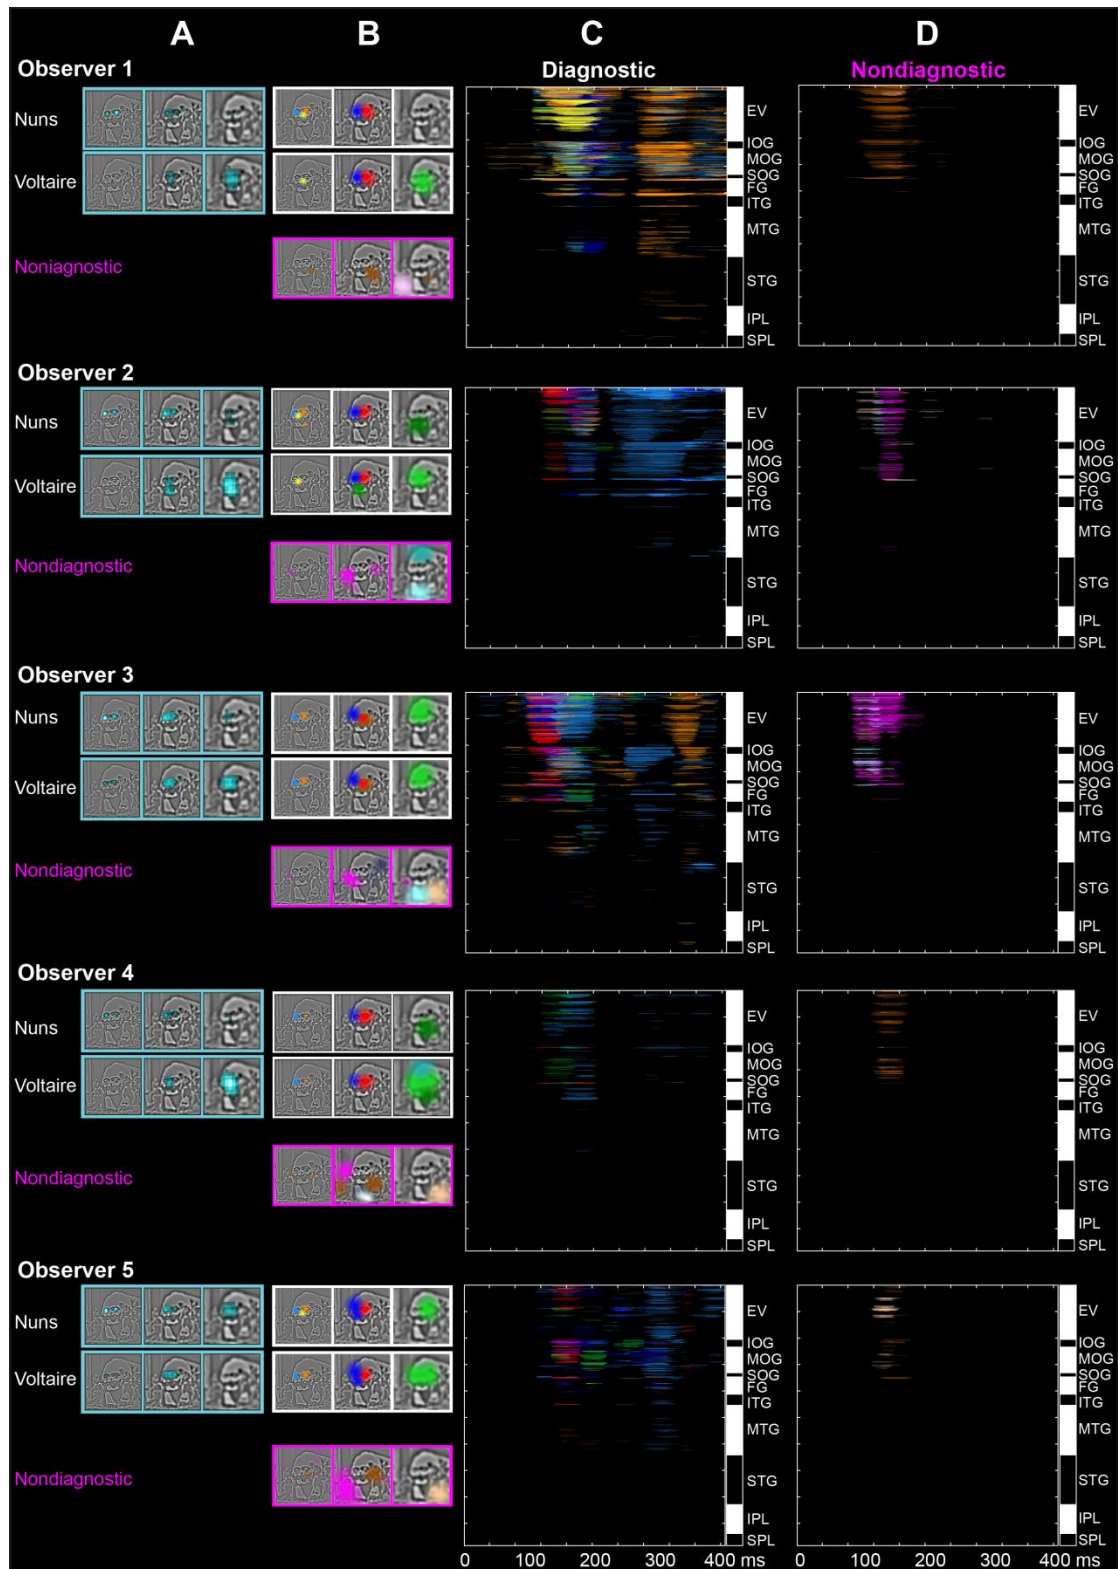 A B C D
Observer 1
Diagnostic Nondiagnostic
Nuns
Voltaire
Noniagnostic
EV EV
IOG IOG
MOG MOG
SOG SOG
FG FG
ITG ITG
MTG MTG
STG STG
IPL IPL
SPL SPL
Observer 2
Nuns
Voltaire
Nondiagnostic
EV EV
IOG IOG
MOG MOG
SOG SOG
FG FG
ITG ITG
MTG MTG
STG STG
IPL IPL
SPL SPL
Observer 3
Nuns
Voltaire
Nondiagnostic
EV EV
IOG IOG
MOG MOG
SOG SOG
FG FG
ITG ITG
MTG MTG
STG STG
IPL IPL
SPL SPL
Observer 4
Nuns
Voltaire
Nondiagnostic
EV EV
IOG IOG
MOG MOG
SOG SOG
FG FG
ITG ITG
MTG MTG
STG STG
IPL IPL
SPL SPL
Observer 5
Nuns
Voltaire
Nondiagnostic
EV EV
IOG IOG
MOG MOG
SOG SOG
FG FG
ITG ITG
MTG MTG
STG STG
IPL IPL
SPL SPL
0 100 200 300 400 ms 0 100 200 300 400 ms